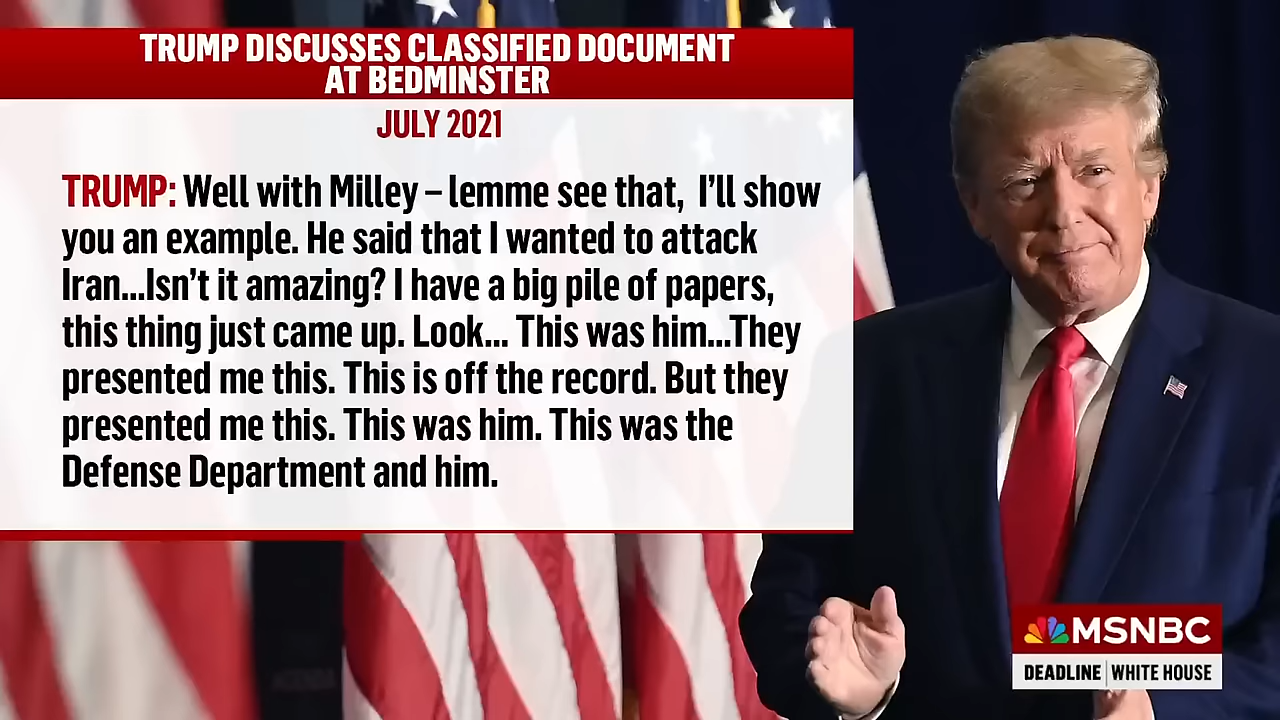 TRUMP DISCUSSES CLASSIFIED DOCUMENT
AT BEDMINSTER
JULY 2021
TRUMP: Well with Milley – lemme see that,  I’ll show
you an example. He said that I wanted to attack
Iran...Isn’t it amazing? I have a big pile of papers,
this thing just came up. Look... This was him...They
presented me this. This is off the record. But they
presented me this. This was him. This was the
Defense Department and him.
MSNBC
DEADLINE | WHITE HOUSE